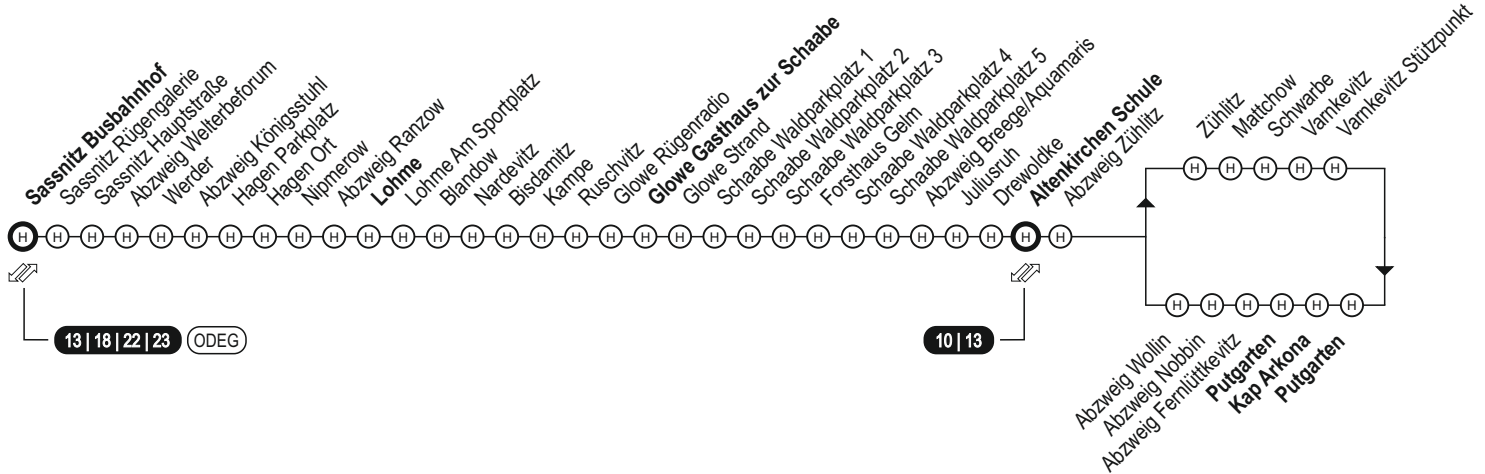 Sassnitz Busbahnhof
Sassnitz Rügengalerie
Sassnitz Hauptstraße
Abzweig Welterbeforum
Werder
Abzweig Königsstuhl
Hagen Parkplatz
Hagen Ort
Nipmerow
Abzweig Ranzow
Lohme
Lohme Am Sportplatz
Blandow
Nardevitz
Bisdamitz
Kampe
Ruschvitz
Glowe Rügenradio
Glowe Gasthaus zur Schaabe
Glowe Strand
Schaabe Waldparkplatz 1
Schaabe Waldparkplatz 2
Schaabe Waldparkplatz 3
Forsthaus Gelm
Schaabe Waldparkplatz 4
Schaabe Waldparkplatz 5
Abzweig Breege/Aquamaris
Juliusruh
Drewoldke
Altenkirchen Schule
Abzweig Zühlitz
Zühlitz
Mattchow
Schwarbe
Varnkevitz
Varnkevitz Stützpunkt
H H H H H
H H H H H H H H H H H H H H H H H H H H H H H H H H H H H H H
H H H H H H
13 | 18 | 22 | 23 ODEG
10 | 13
Abzweig Wollin
Abzweig Nobbin
Abzweig Fernlüttkevitz
Putgarten
Kap Arkona
Putgarten